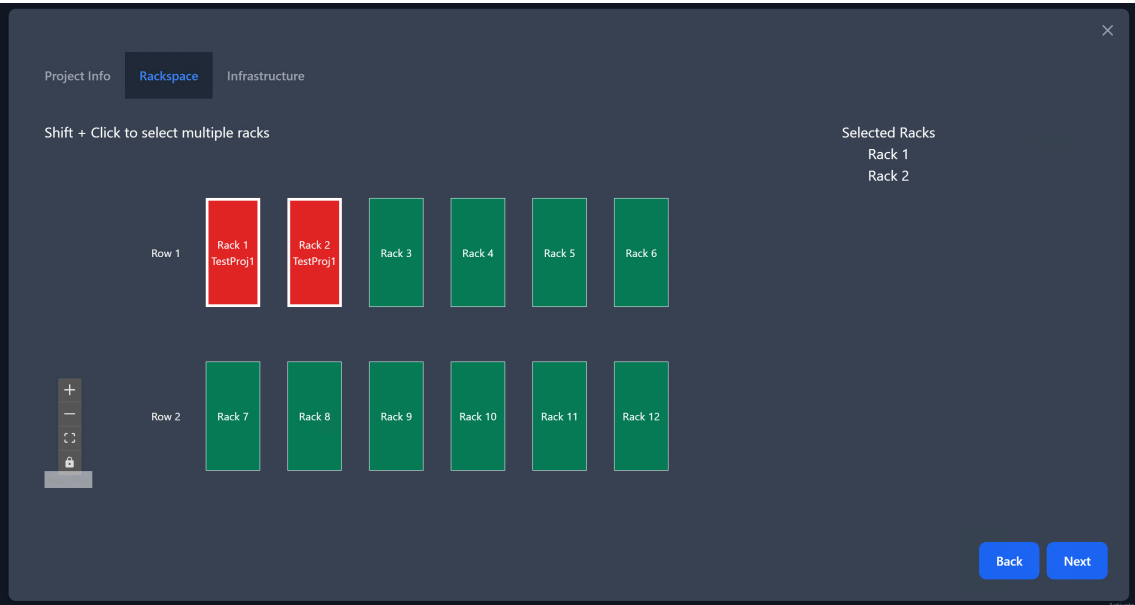 Project Info Rackspace Infrastructure
Shift + Click to select multiple racks
Selected Racks
Rack 1
Rack 2
Row 1
Rack 1
TestProj1
Rack 2
TestProj1
Rack 3
Rack 4
Rack 5
Rack 6
Row 2
Rack 7
Rack 8
Rack 9
Rack 10
Rack 11
Rack 12
Back
Next